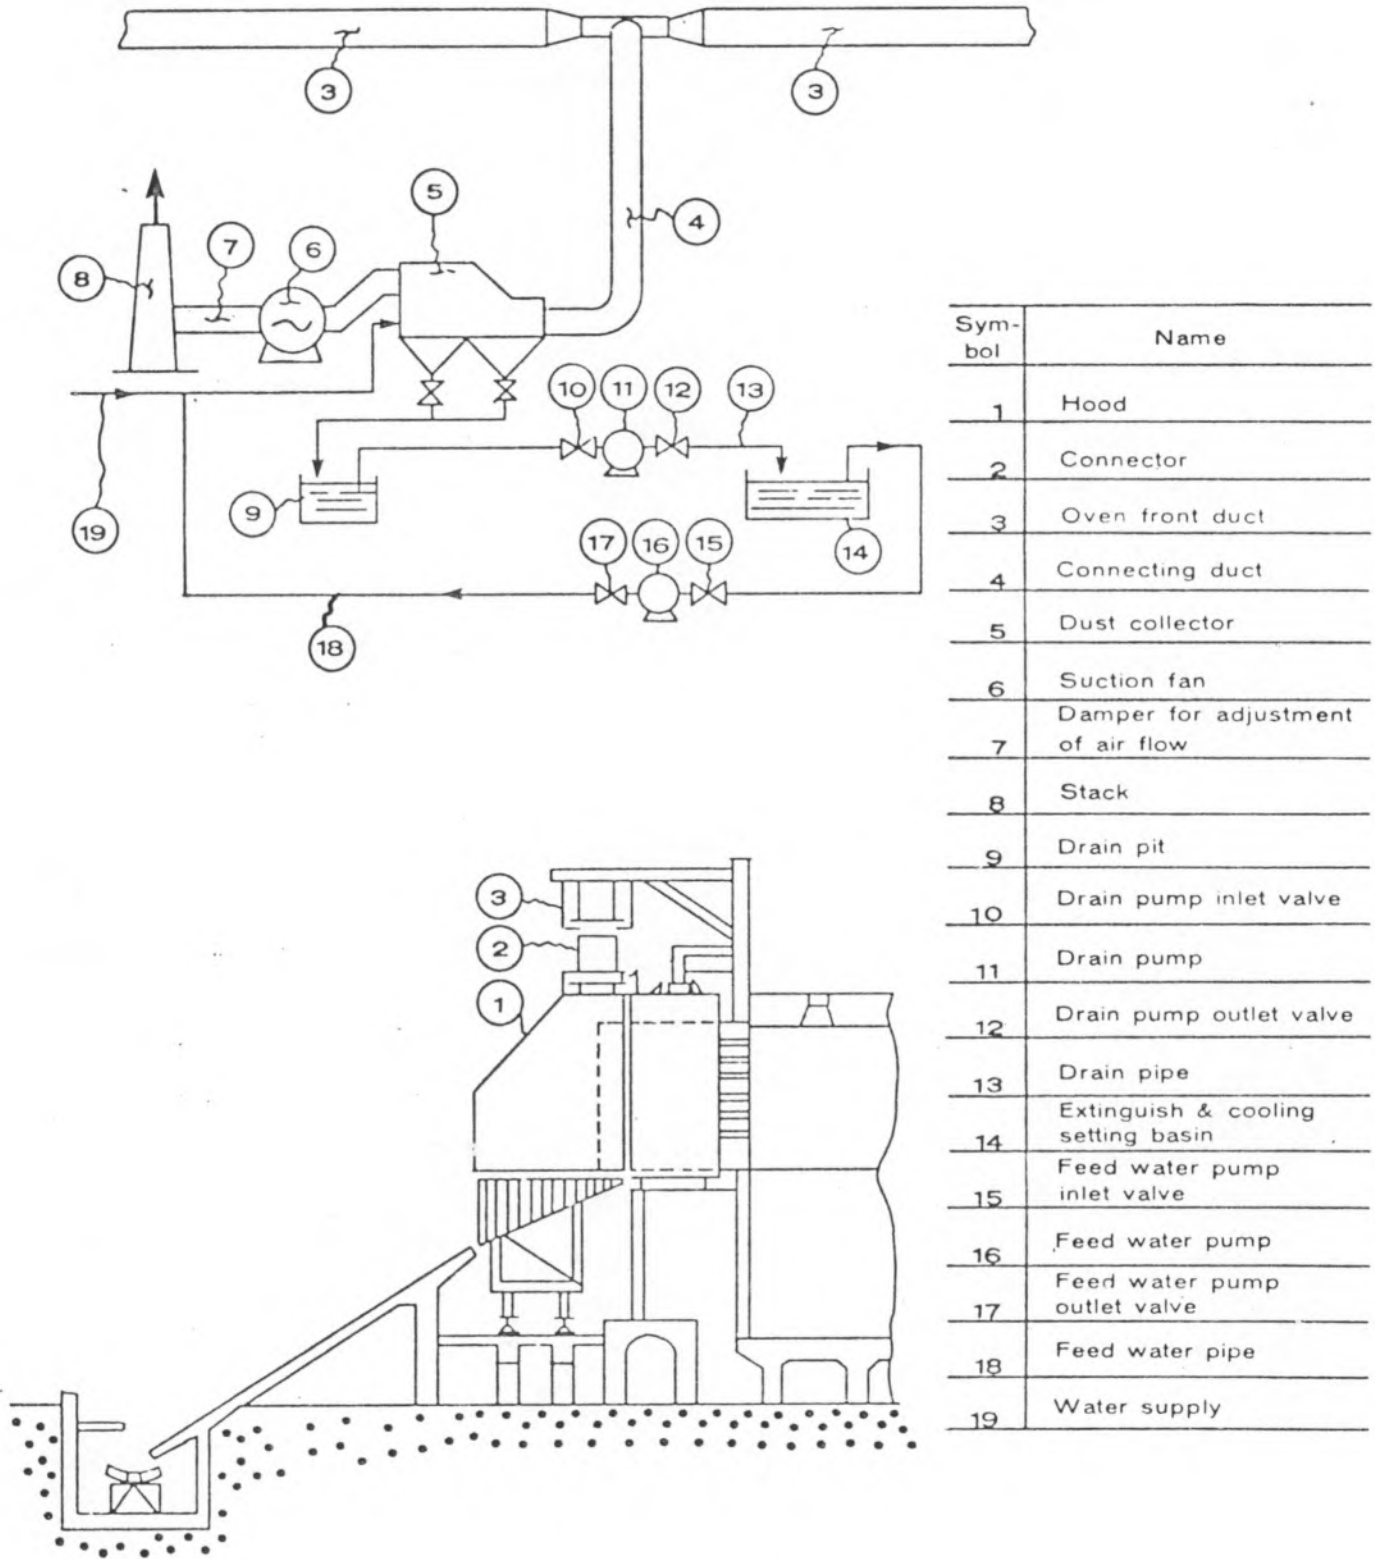 3
3
5
4
7
6
8
10
11
12
13
9
19
17
16
15
14
18
3
2
1
Sym-
bol
Name
1 Hood
2 Connector
3 Oven front duct
4 Connecting duct
5 Dust collector
6 Suction fan
Damper for adjustment
7 of air flow
8 Stack
9 Drain pit
10 Drain pump inlet valve
11 Drain pump
12 Drain pump outlet valve
13 Drain pipe
Extinguish & cooling
14 setting basin
Feed water pump
15 inlet valve
16 Feed water pump
Feed water pump
17 outlet valve
18 Feed water pipe
19 Water supply